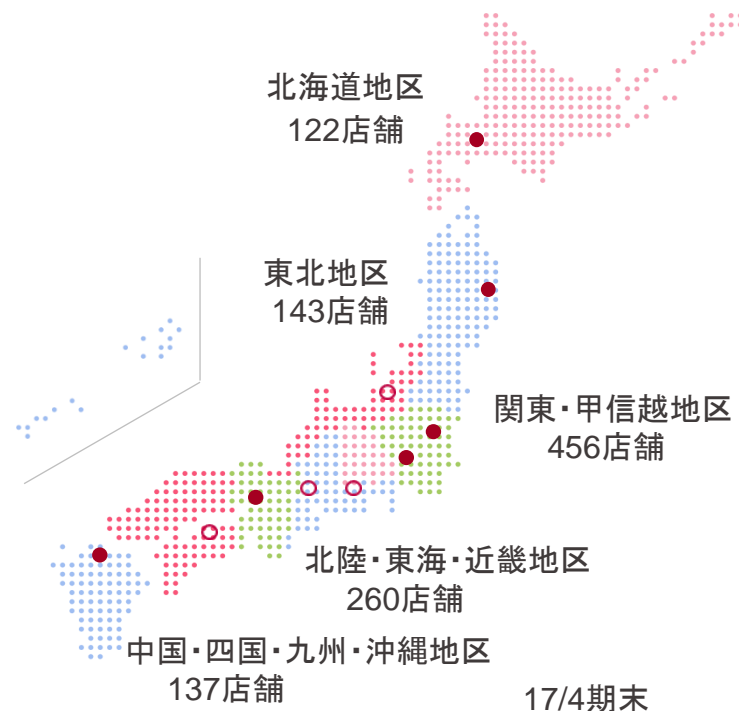 北海道地区
122店舗
東北地区
143店舗
関東・甲信越地区
456店舗
北陸・東海・近畿地区
260店舗
中国・四国・九州・沖縄地区
137店舗
17/4期末